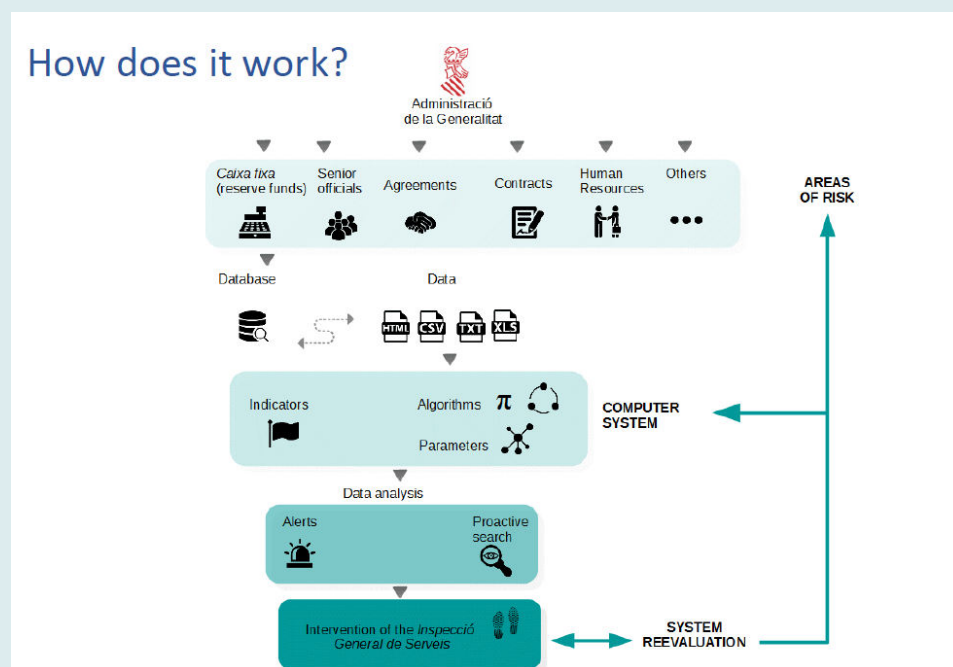 How does it work?
Administració
de la Generalitat
Caixa fixa
(reserve funds)
Senior
officials
Agreements
Contracts
Human
Resources
Others
AREAS
OF RISK
Database
Data
HTML
CSV
TXT
XLS
Indicators
Algorithms
π
Parameters
COMPUTER
SYSTEM
Data analysis
Alerts
Proactive
search
Intervention of the Inspecció
General de Serveis
SYSTEM
REEVALUATION